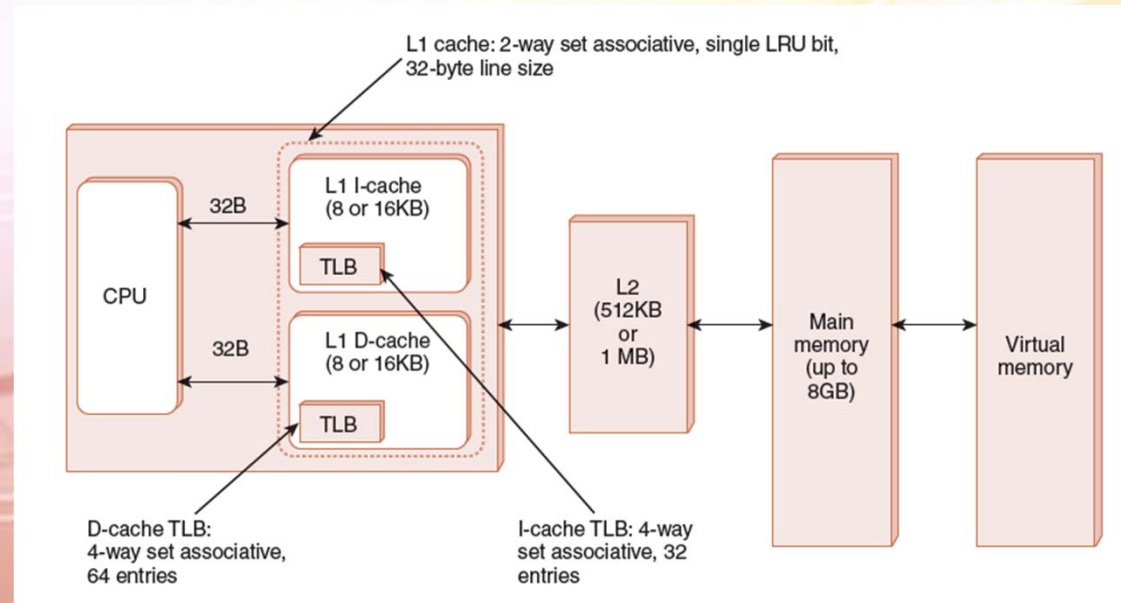 L1 cache: 2-way set associative, single LRU bit,
32-byte line size
CPU
32B
32B
L1 I-cache
(8 or 16KB)
TLB
L1 D-cache
(8 or 16KB)
TLB
L2
(512KB
or
1 MB)
Main
memory
(up to
8GB)
Virtual
memory
D-cache TLB:
4-way set associative,
64 entries
I-cache TLB: 4-way
set associative, 32
entries